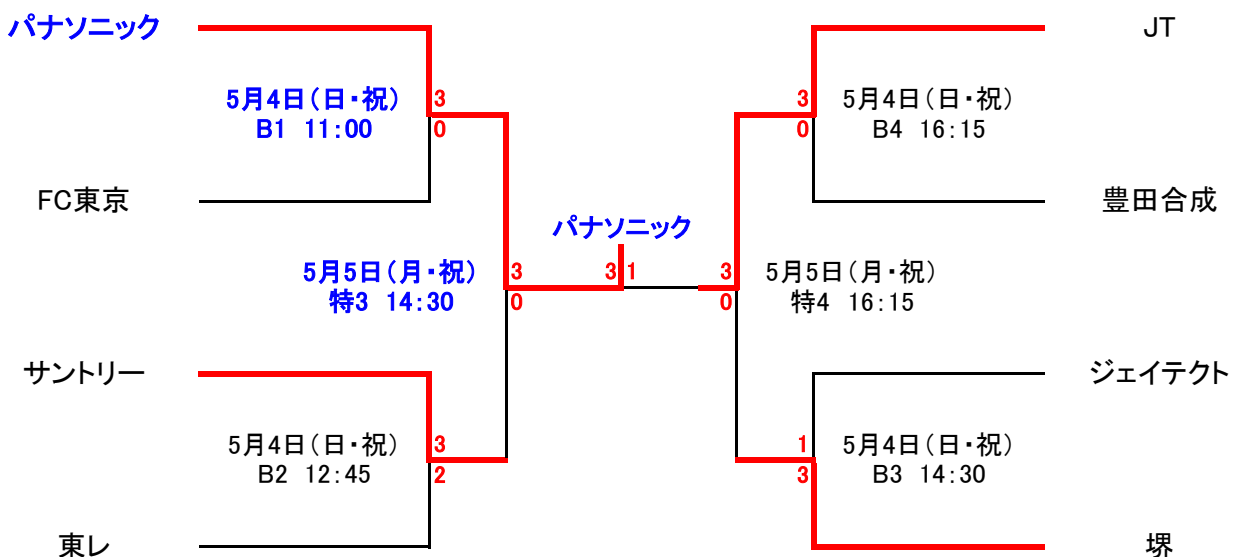 パナソニック
JT
5月4日(日・祝)
B1 11:00
3
0
3
0
5月4日(日・祝)
B4 16:15
FC東京
豊田合成
パナソニック
5月5日(月・祝)
特3 14:30
3
0
3
1
3
0
5月5日(月・祝)
特4 16:15
サントリー
ジェイテクト
5月4日(日・祝)
B2 12:45
3
2
1
3
5月4日(日・祝)
B3 14:30
東レ
堺